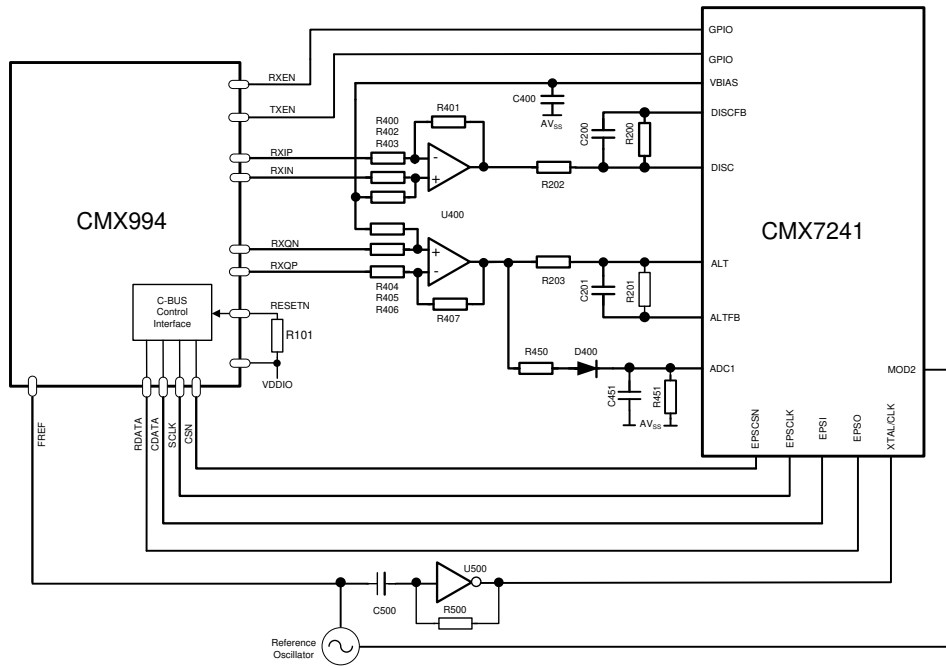 GPIO
GPIO
RXEN
VBIAS
TXEN
C400
AVSS
R401
R400
R402
R403
DISCFB
C200
R200
RXIP
RXIN
DISC
R202
CMX994
U400
CMX7241
RXQN
RXQP
ALT
R203
C201
R201
R404
R405
R406
R407
ALTFB
C-BUS
Control
Interface
RESETN
R101
VDDIO
R450
D400
ADC1
MOD2
C451
R451
AVSS
FREF
RDATA
CDATA
SCLK
CSN
EPSCSN
EPSCLK
EPSI
EPSO
XTAL/CLK
U500
C500
R500
Reference
Oscillator
-
+
+
-